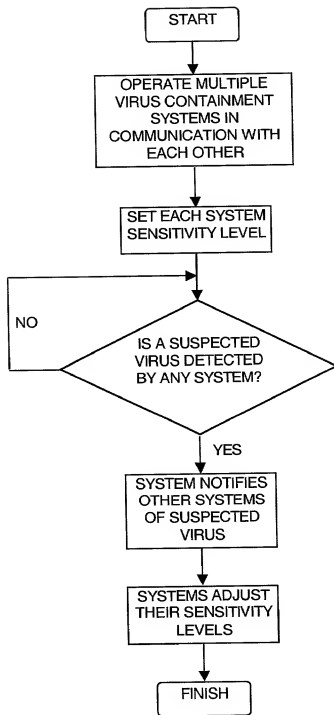 START
OPERATE MULTIPLE
VIRUS CONTAINMENT
SYSTEMS IN
COMMUNICATION WITH
EACH OTHER
SET EACH SYSTEM
SENSITIVITY LEVEL
NO
IS A SUSPECTED
VIRUS DETECTED
BY ANY SYSTEM?
YES
SYSTEM NOTIFIES
OTHER SYSTEMS
OF SUSPECTED
VIRUS
SYSTEMS ADJUST
THEIR SENSITIVITY
LEVELS
FINISH